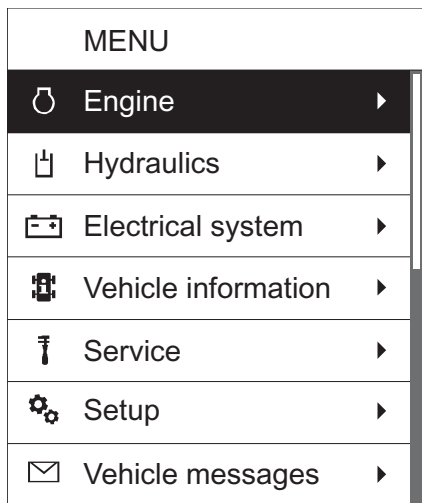 MENU
Engine
Hydraulics
Electrical system
Vehicle information
Service
Setup
Vehicle messages